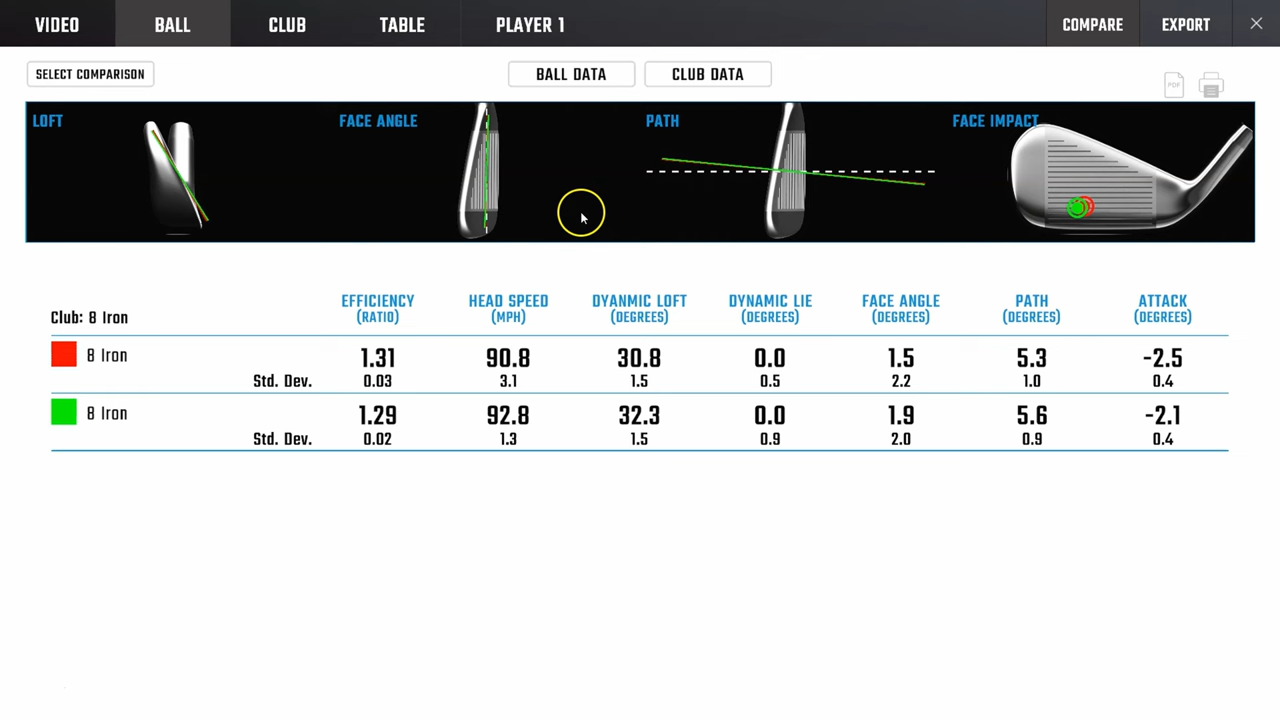 VIDEO BALL CLUB TABLE PLAYER 1 COMPARE EXPORT
SELECT COMPARISON BALL DATA CLUB DATA
PDF
LOFT FACE ANGLE PATH FACE IMPACT
EFFICIENCY HEAD SPEED DYANMIC LOFT DYNAMIC LIE FACE ANGLE PATH ATTACK
Club: 8 Iron (RATIO) (MPH) (DEGREES) (DEGREES) (DEGREES) (DEGREES) (DEGREES)
8 Iron 1.31 90.8 30.8 0.0 1.5 5.3 -2.5
Std. Dev. 0.03 3.1 1.5 0.5 2.2 1.0 0.4
8 Iron 1.29 92.8 32.3 0.0 1.9 5.6 -2.1
Std. Dev. 0.02 1.3 1.5 0.9 2.0 0.9 0.4